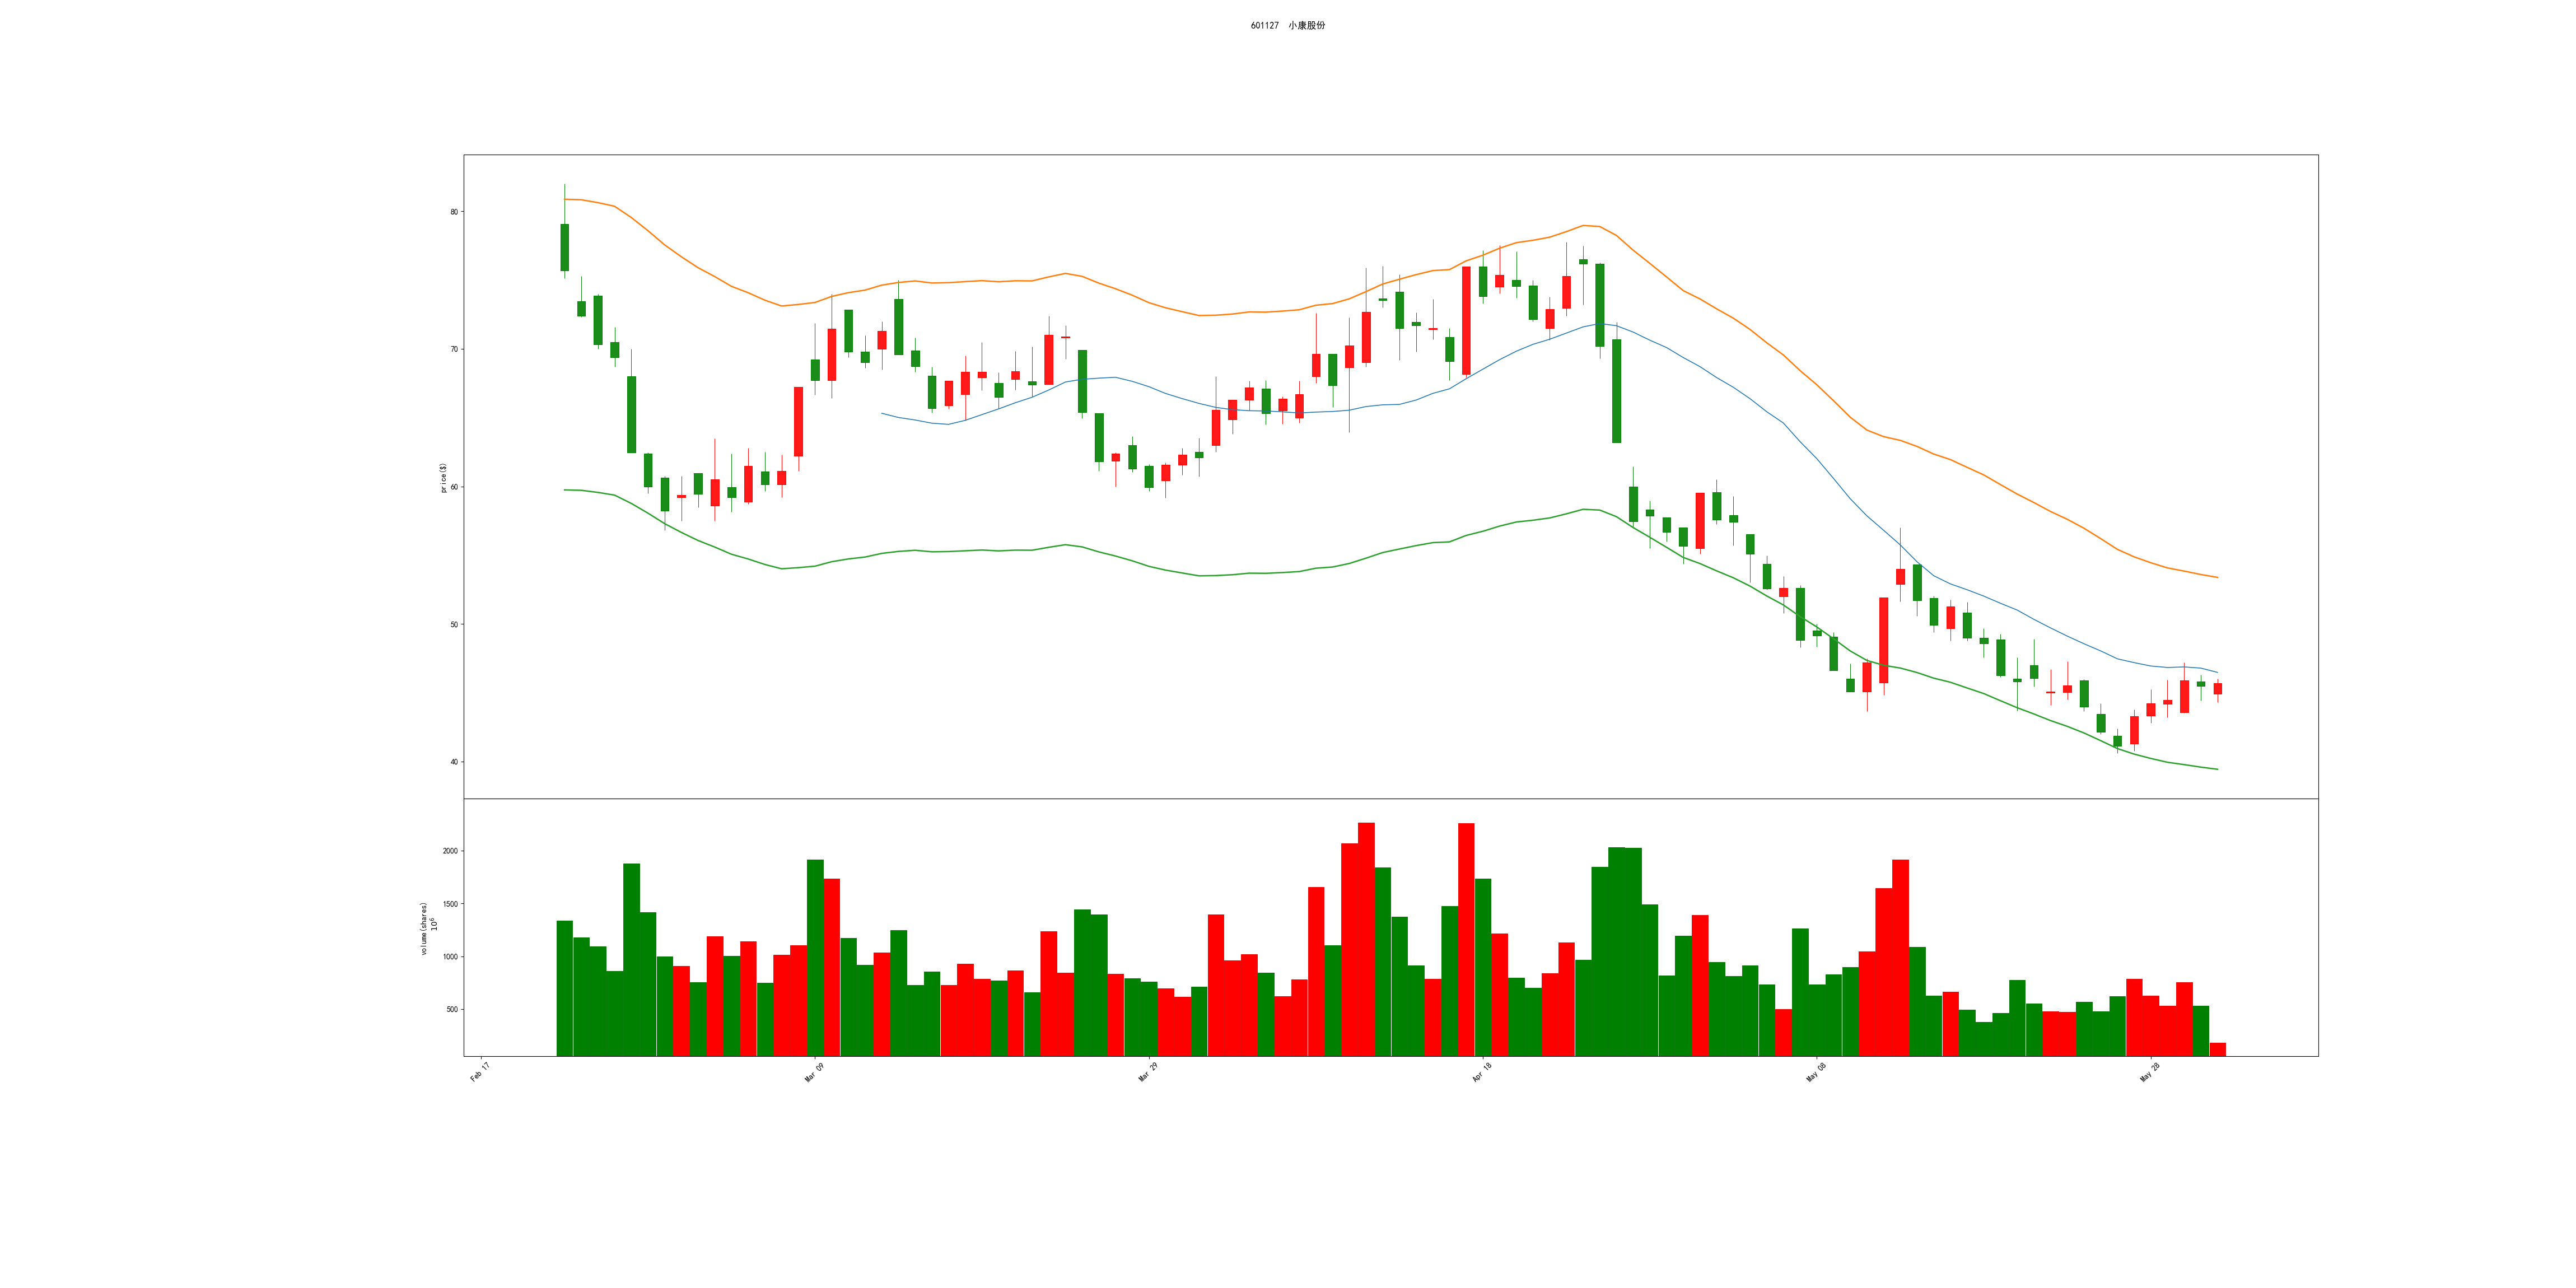 601127 小康股份
price($)
80
70
60
50
40
volume(shares)
10^6
2000
1500
1000
500
Feb 17
Mar 09
Mar 29
Apr 18
May 08
May 28